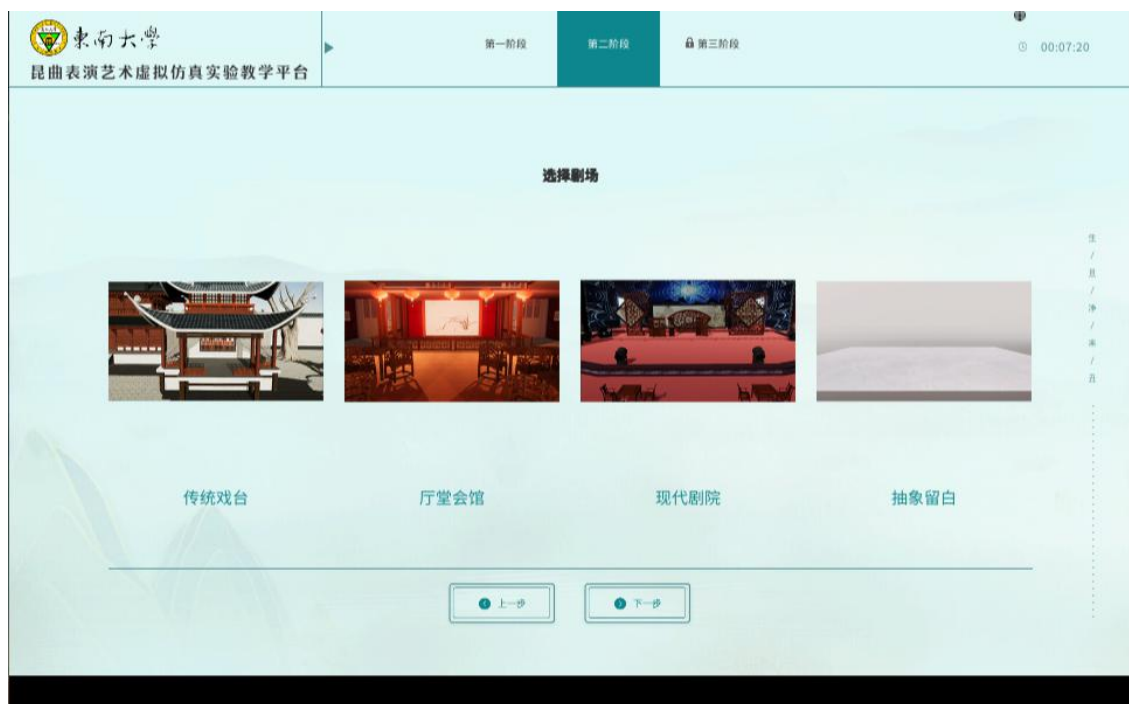 東南大學
昆曲表演艺术虚拟仿真实验教学平台
第一阶段
第二阶段
第三阶段
00:07:20
选择剧场
生/旦/净/末/丑
传统戏台
厅堂会馆
现代剧院
抽象留白
上一步
下一步